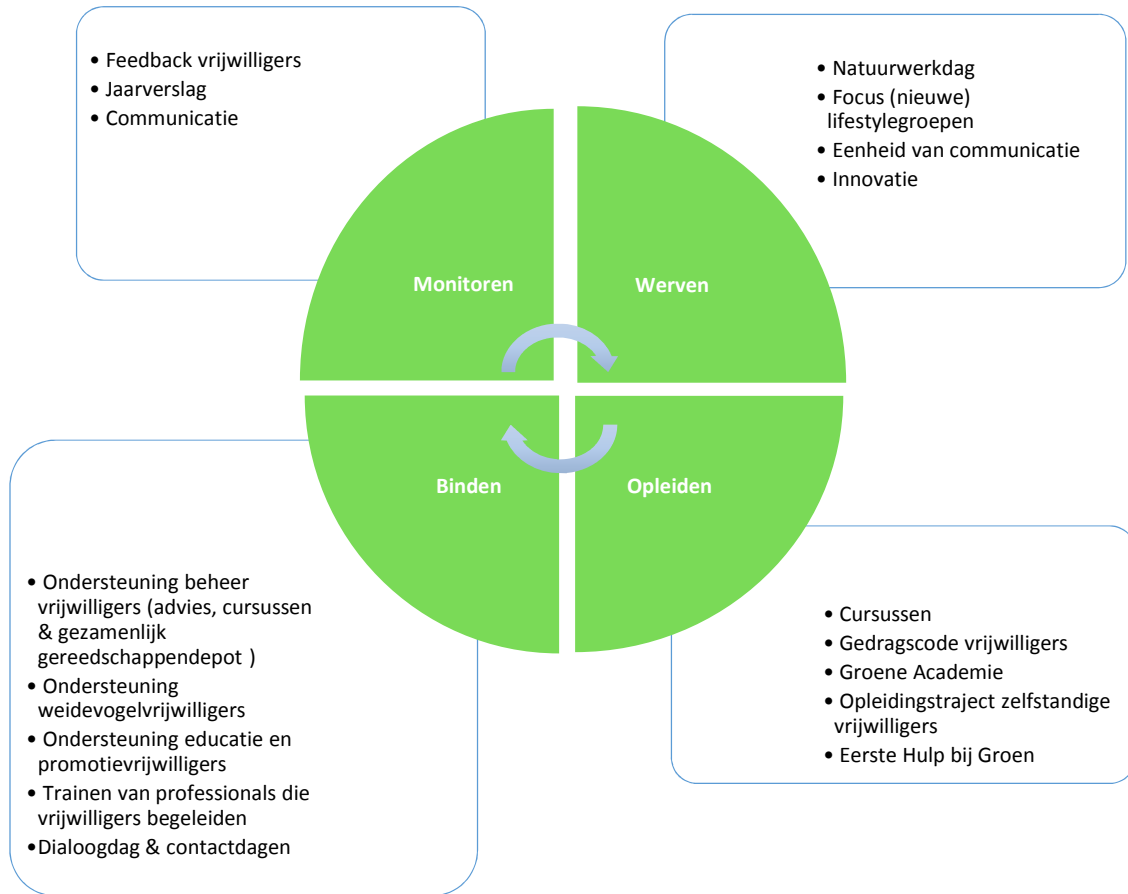 • Feedback vrijwilligers
• Jaarverslag
• Communicatie
• Natuurwerkdag
• Focus (nieuwe)
lifestylegroepen
• Eenheid van communicatie
• Innovatie
Monitoren
Werven
Binden
Opleiden
• Ondersteuning beheer
vrijwilligers (advies, cursussen
& gezamenlijk
gereedschappendepot )
• Ondersteuning
weidevogelvrijwilligers
• Ondersteuning educatie en
promotievrijwilligers
• Trainen van professionals die
vrijwilligers begeleiden
•Dialoogdag & contactdagen
• Cursussen
• Gedragscode vrijwilligers
• Groene Academie
• Opleidingstraject zelfstandige
vrijwilligers
• Eerste Hulp bij Groen